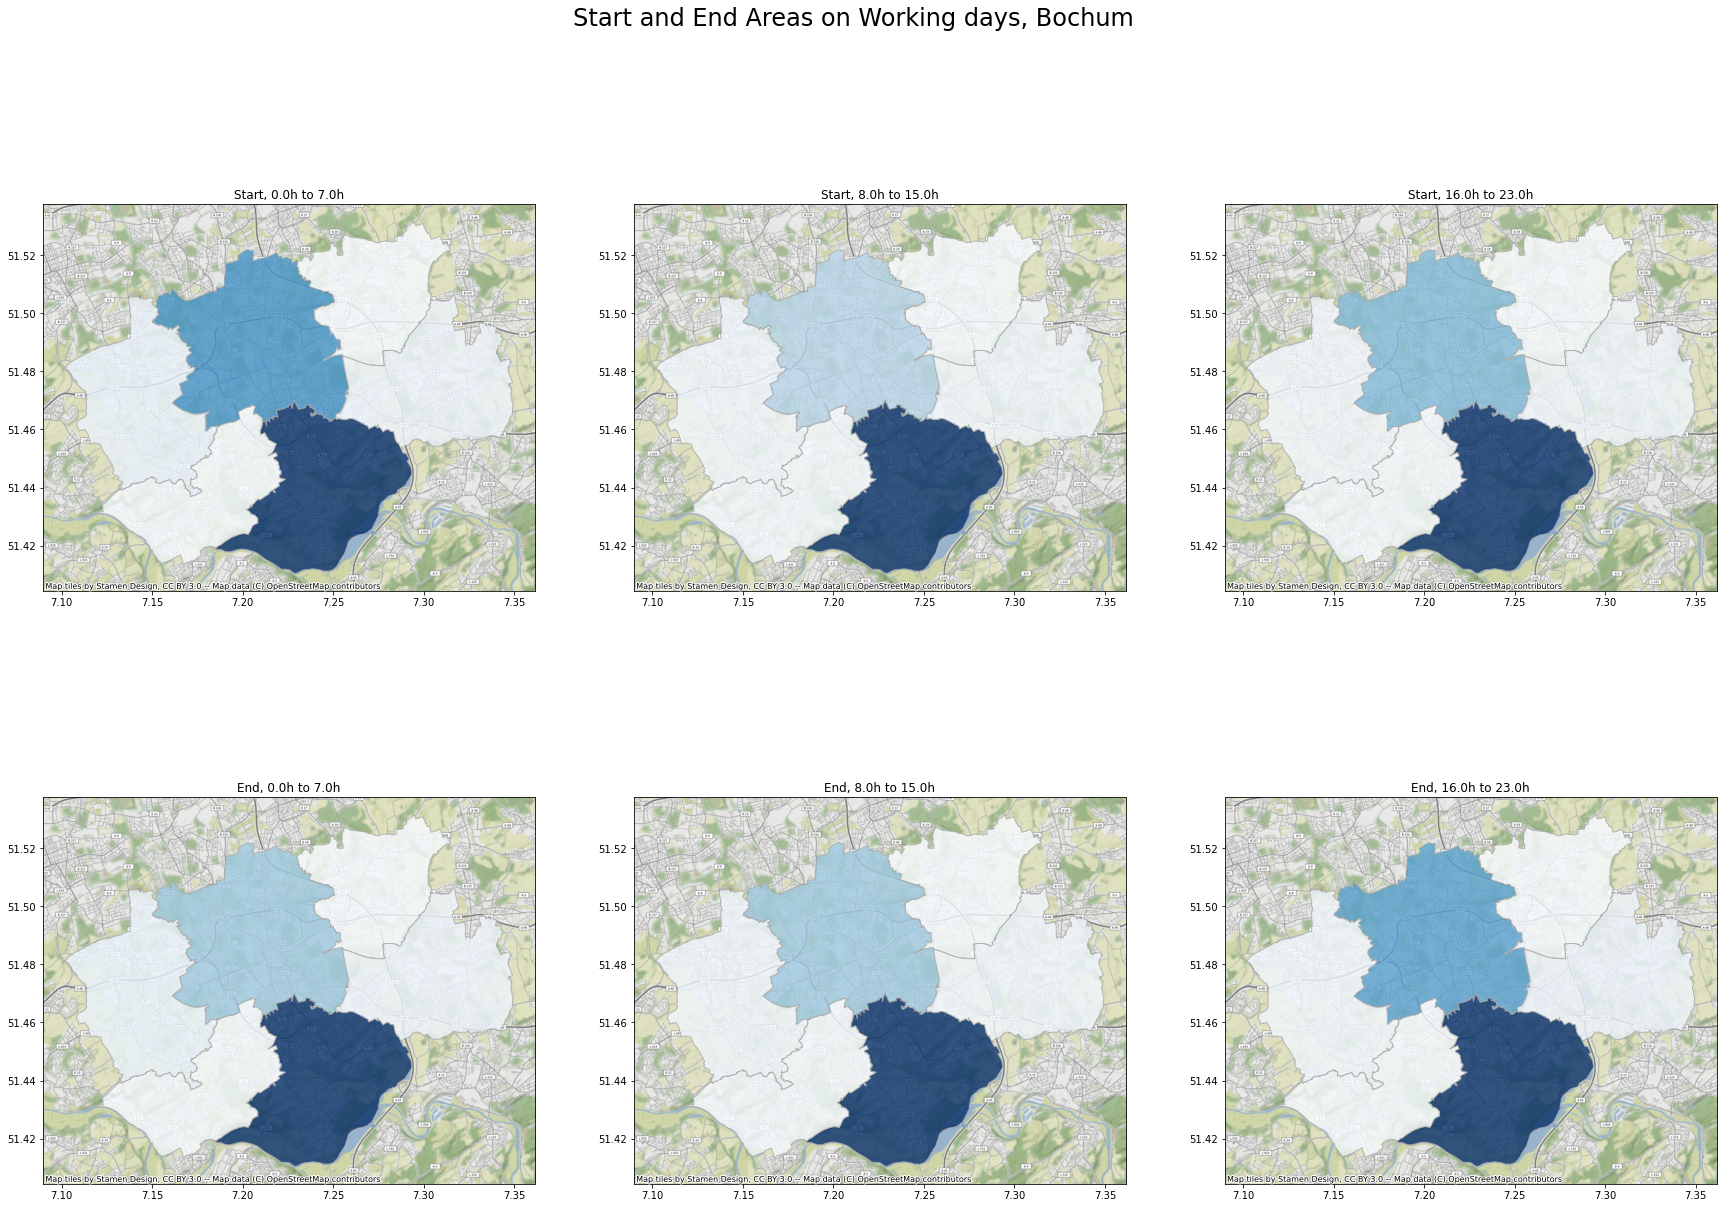 Start and End Areas on Working days, Bochum
Start, 0.0h to 7.0h
Start, 8.0h to 15.0h
Start, 16.0h to 23.0h
51.52
51.50
51.48
51.46
51.44
51.42
Map tiles by Stamen Design, CC BY 3.0 -- Map data (C) OpenStreetMap contributors
7.10 7.15 7.20 7.25 7.30 7.35
51.52
51.50
51.48
51.46
51.44
51.42
Map tiles by Stamen Design, CC BY 3.0 -- Map data (C) OpenStreetMap contributors
7.10 7.15 7.20 7.25 7.30 7.35
51.52
51.50
51.48
51.46
51.44
51.42
Map tiles by Stamen Design, CC BY 3.0 -- Map data (C) OpenStreetMap contributors
7.10 7.15 7.20 7.25 7.30 7.35
End, 0.0h to 7.0h
End, 8.0h to 15.0h
End, 16.0h to 23.0h
51.52
51.50
51.48
51.46
51.44
51.42
Map tiles by Stamen Design, CC BY 3.0 -- Map data (C) OpenStreetMap contributors
7.10 7.15 7.20 7.25 7.30 7.35
51.52
51.50
51.48
51.46
51.44
51.42
Map tiles by Stamen Design, CC BY 3.0 -- Map data (C) OpenStreetMap contributors
7.10 7.15 7.20 7.25 7.30 7.35
51.52
51.50
51.48
51.46
51.44
51.42
Map tiles by Stamen Design, CC BY 3.0 -- Map data (C) OpenStreetMap contributors
7.10 7.15 7.20 7.25 7.30 7.35